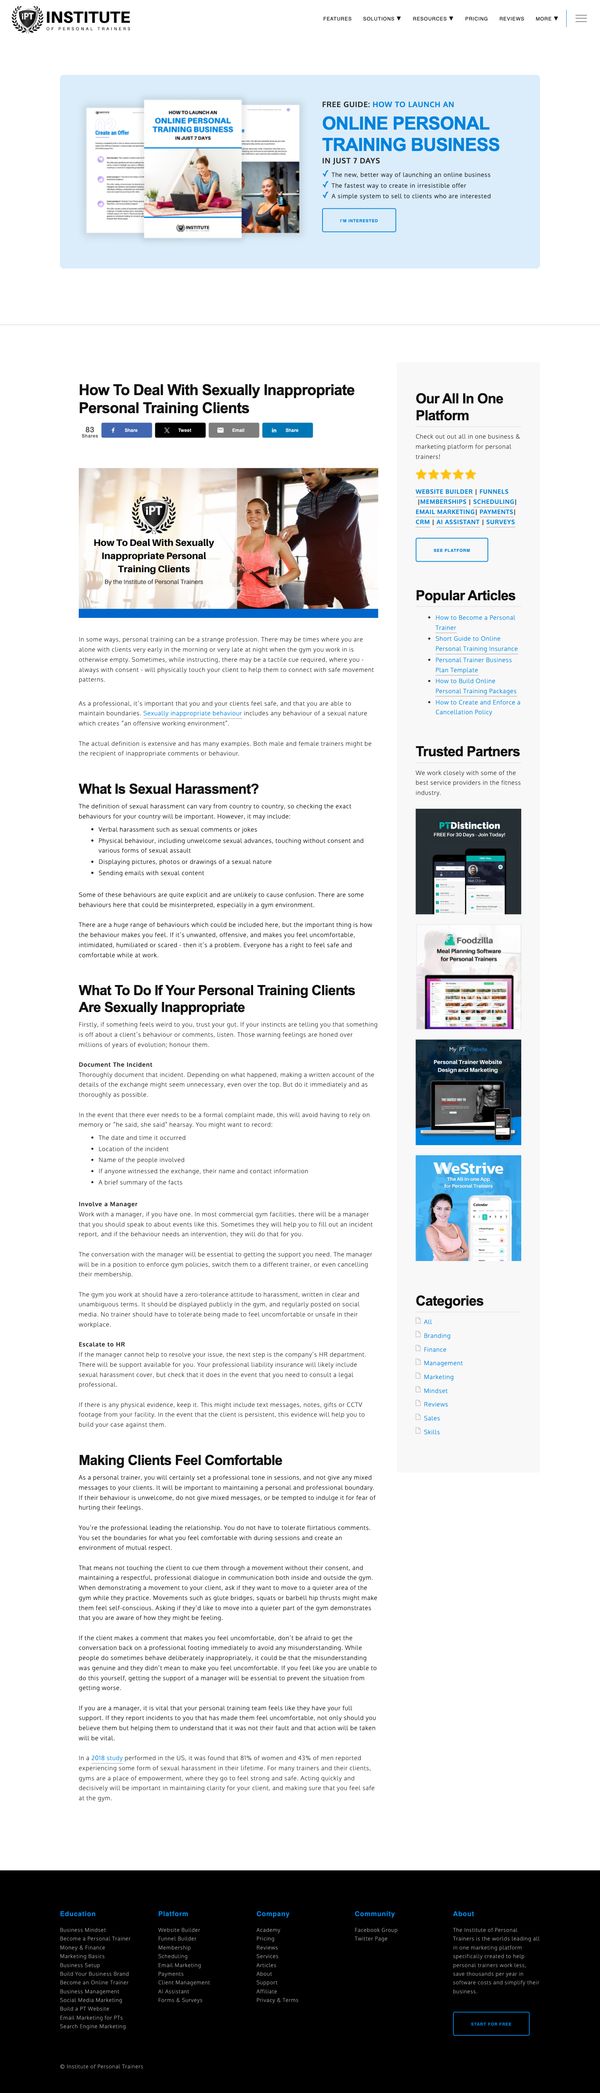 IPT
INSTITUTE
OF PERSONAL TRAINERS
FEATURES
SOLUTIONS ▼
RESOURCES ▼
PRICING
REVIEWS
MORE ▼
Create an Offer
HOW TO LAUNCH AN
ONLINE PERSONAL
TRAINING BUSINESS
IN JUST 7 DAYS
INSTITUTE
FREE GUIDE: HOW TO LAUNCH AN
ONLINE PERSONAL
TRAINING BUSINESS
IN JUST 7 DAYS
✓ The new, better way of launching an online business
✓ The fastest way to create in irresistible offer
✓ A simple system to sell to clients who are interested
I'M INTERESTED
How To Deal With Sexually Inappropriate
Personal Training Clients
83
Shares
Share
Tweet
Email
Share
IPT
How To Deal With Sexually
Inappropriate Personal
Training Clients
By the Institute of Personal Trainers
In some ways, personal training can be a strange profession. There may be times where you are
alone with clients very early in the morning or very late at night when the gym you work in is
otherwise empty. Sometimes, while instructing, there may be a tactile cue required, where you -
always with consent - will physically touch your client to help them to connect with safe movement
patterns.
As a professional, it's important that you and your clients feel safe, and that you are able to
maintain boundaries. Sexually inappropriate behaviour includes any behaviour of a sexual nature
which creates "an offensive working environment".
The actual definition is extensive and has many examples. Both male and female trainers might be
the recipient of inappropriate comments or behaviour.
What Is Sexual Harassment?
The definition of sexual harassment can vary from country to country, so checking the exact
behaviours for your country will be important. However, it may include:
• Verbal harassment such as sexual comments or jokes
• Physical behaviour, including unwelcome sexual advances, touching without consent and
various forms of sexual assault
• Displaying pictures, photos or drawings of a sexual nature
• Sending emails with sexual content
Some of these behaviours are quite explicit and are unlikely to cause confusion. There are some
behaviours here that could be misinterpreted, especially in a gym environment.
There are a huge range of behaviours which could be included here, but the important thing is how
the behaviour makes you feel. If it's unwanted, offensive, and makes you feel uncomfortable,
intimidated, humiliated or scared - then it's a problem. Everyone has a right to feel safe and
comfortable while at work.
What To Do If Your Personal Training Clients
Are Sexually Inappropriate
Firstly, if something feels weird to you, trust your gut. If your instincts are telling you that something
is off about a client's behaviour or comments, listen. Those warning feelings are honed over
millions of years of evolution; honour them.
Document The Incident
Thoroughly document that incident. Depending on what happened, making a written account of the
details of the exchange might seem unnecessary, even over the top. But do it immediately and as
thoroughly as possible.
In the event that there ever needs to be a formal complaint made, this will avoid having to rely on
memory or "he said, she said" hearsay. You might want to record:
• The date and time it occurred
• Location of the incident
• Name of the people involved
• If anyone witnessed the exchange, their name and contact information
• A brief summary of the facts
Involve a Manager
Work with a manager, if you have one. In most commercial gym facilities, there will be a manager
that you should speak to about events like this. Sometimes they will help you to fill out an incident
report, and if the behaviour needs an intervention, they will do that for you.
The conversation with the manager will be essential to getting the support you need. The manager
will be in a position to enforce gym policies, switch them to a different trainer, or even cancelling
their membership.
The gym you work at should have a zero-tolerance attitude to harassment, written in clear and
unambiguous terms. It should be displayed publicly in the gym, and regularly posted on social
media. No trainer should have to tolerate being made to feel uncomfortable or unsafe in their
workplace.
Escalate to HR
If the manager cannot help to resolve your issue, the next step is the company's HR department.
There will be support available for you. Your professional liability insurance will likely include
sexual harassment cover, but check that it does in the event that you need to consult a legal
professional.
If there is any physical evidence, keep it. This might include text messages, notes, gifts or CCTV
footage from your facility. In the event that the client is persistent, this evidence will help you to
build your case against them.
Making Clients Feel Comfortable
As a personal trainer, you will certainly set a professional tone in sessions, and not give any mixed
messages to your clients. It will be important to maintaining a personal and professional boundary.
If their behaviour is unwelcome, do not give mixed messages, or be tempted to indulge it for fear of
hurting their feelings.
You're the professional leading the relationship. You do not have to tolerate flirtatious comments.
You set the boundaries for what you feel comfortable with during sessions and create an
environment of mutual respect.
That means not touching the client to cue them through a movement without their consent, and
maintaining a respectful, professional dialogue in communication both inside and outside the gym.
When demonstrating a movement to your client, ask if they want to move to a quieter area of the
gym while they practice. Movements such as glute bridges, squats or barbell hip thrusts might make
them feel self-conscious. Asking if they'd like to move into a quieter part of the gym demonstrates
that you are aware of how they might be feeling.
If the client makes a comment that makes you feel uncomfortable, don't be afraid to get the
conversation back on a professional footing immediately to avoid any misunderstanding. While
people do sometimes behave deliberately inappropriately, it could be that the misunderstanding
was genuine and they didn't mean to make you feel uncomfortable. If you feel like you are unable to
do this yourself, getting the support of a manager will be essential to prevent the situation from
getting worse.
If you are a manager, it is vital that your personal training team feels like they have your full
support. If they report incidents to you that has made them feel uncomfortable, not only should you
believe them but helping them to understand that it was not their fault and that action will be taken
will be vital.
In a 2018 study performed in the US, it was found that 81% of women and 43% of men reported
experiencing some form of sexual harassment in their lifetime. For many trainers and their clients,
gyms are a place of empowerment, where they go to feel strong and safe. Acting quickly and
decisively will be important in maintaining clarity for your client, and making sure that you feel safe
at the gym.
Our All In One
Platform
Check out out all in one business &
marketing platform for personal
trainers!
WEBSITE BUILDER | FUNNELS
|MEMBERSHIPS | SCHEDULING|
EMAIL MARKETING| PAYMENTS|
CRM | AI ASSISTANT | SURVEYS
SEE PLATFORM
Popular Articles
• How to Become a Personal
Trainer
• Short Guide to Online
Personal Training Insurance
• Personal Trainer Business
Plan Template
• How to Build Online
Personal Training Packages
• How to Create and Enforce a
Cancellation Policy
Trusted Partners
We work closely with some of the
best service providers in the fitness
industry.
PTDistinction
FREE For 30 Days - Join Today!
Foodzilla
Meal Planning Software
for Personal Trainers
My PT Website
Personal Trainer Website
Design and Marketing
WeStrive
The All in one App
for Personal Trainers
Calendar
Categories
All
Branding
Finance
Management
Marketing
Mindset
Reviews
Sales
Skills
Education
Business Mindset
Become a Personal Trainer
Money & Finance
Marketing Basics
Business Setup
Build Your Business Brand
Become an Online Trainer
Business Management
Social Media Marketing
Build a PT Website
Email Marketing for PTs
Search Engine Marketing
Platform
Website Builder
Funnel Builder
Membership
Scheduling
Email Marketing
Payments
Client Management
AI Assistant
Forms & Surveys
Company
Academy
Pricing
Reviews
Services
Articles
About
Support
Affiliate
Privacy & Terms
Community
Facebook Group
Twitter Page
About
The Institute of Personal
Trainers is the worlds leading all
in one marketing platform
specifically created to help
personal trainers work less,
save thousands per year in
software costs and simplify their
business.
START FOR FREE
© Institute of Personal Trainers